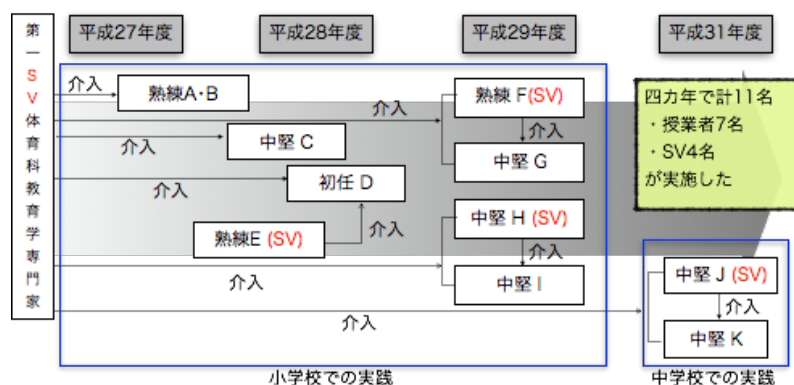 平成27年度
平成28年度
平成29年度
平成31年度
第一SV体育科教育学専門家
介入
熟練A・B
介入
熟練 F(SV)
介入
中堅 G
介入
中堅 C
介入
初任 D
熟練E (SV)
介入
中堅 H (SV)
介入
中堅 I
介入
四カ年で計11名
・授業者7名
・SV4名
が実施した
中堅 J (SV)
介入
中堅 K
介入
小学校での実践
中学校での実践